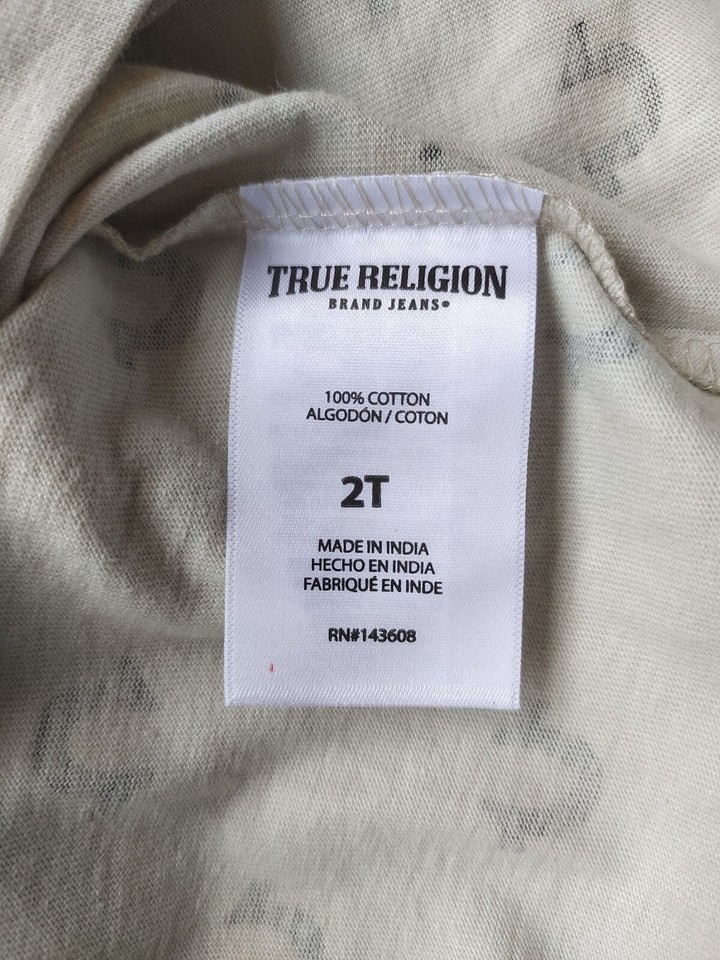 TRUE RELIGION
BRAND JEANS®
100% COTTON
ALGODÓN / COTON
2T
MADE IN INDIA
HECHO EN INDIA
FABRIQUÉ EN INDE
RN#143608